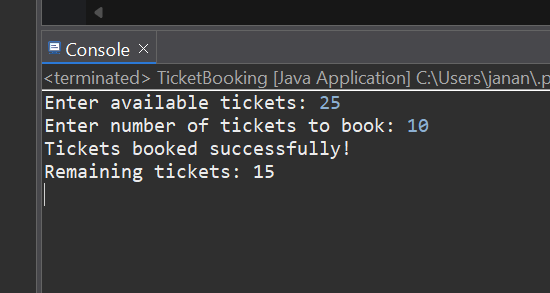 Console
<terminated> TicketBooking [Java Application] C:\Users\janan\.p
Enter available tickets: 25
Enter number of tickets to book: 10
Tickets booked successfully!
Remaining tickets: 15